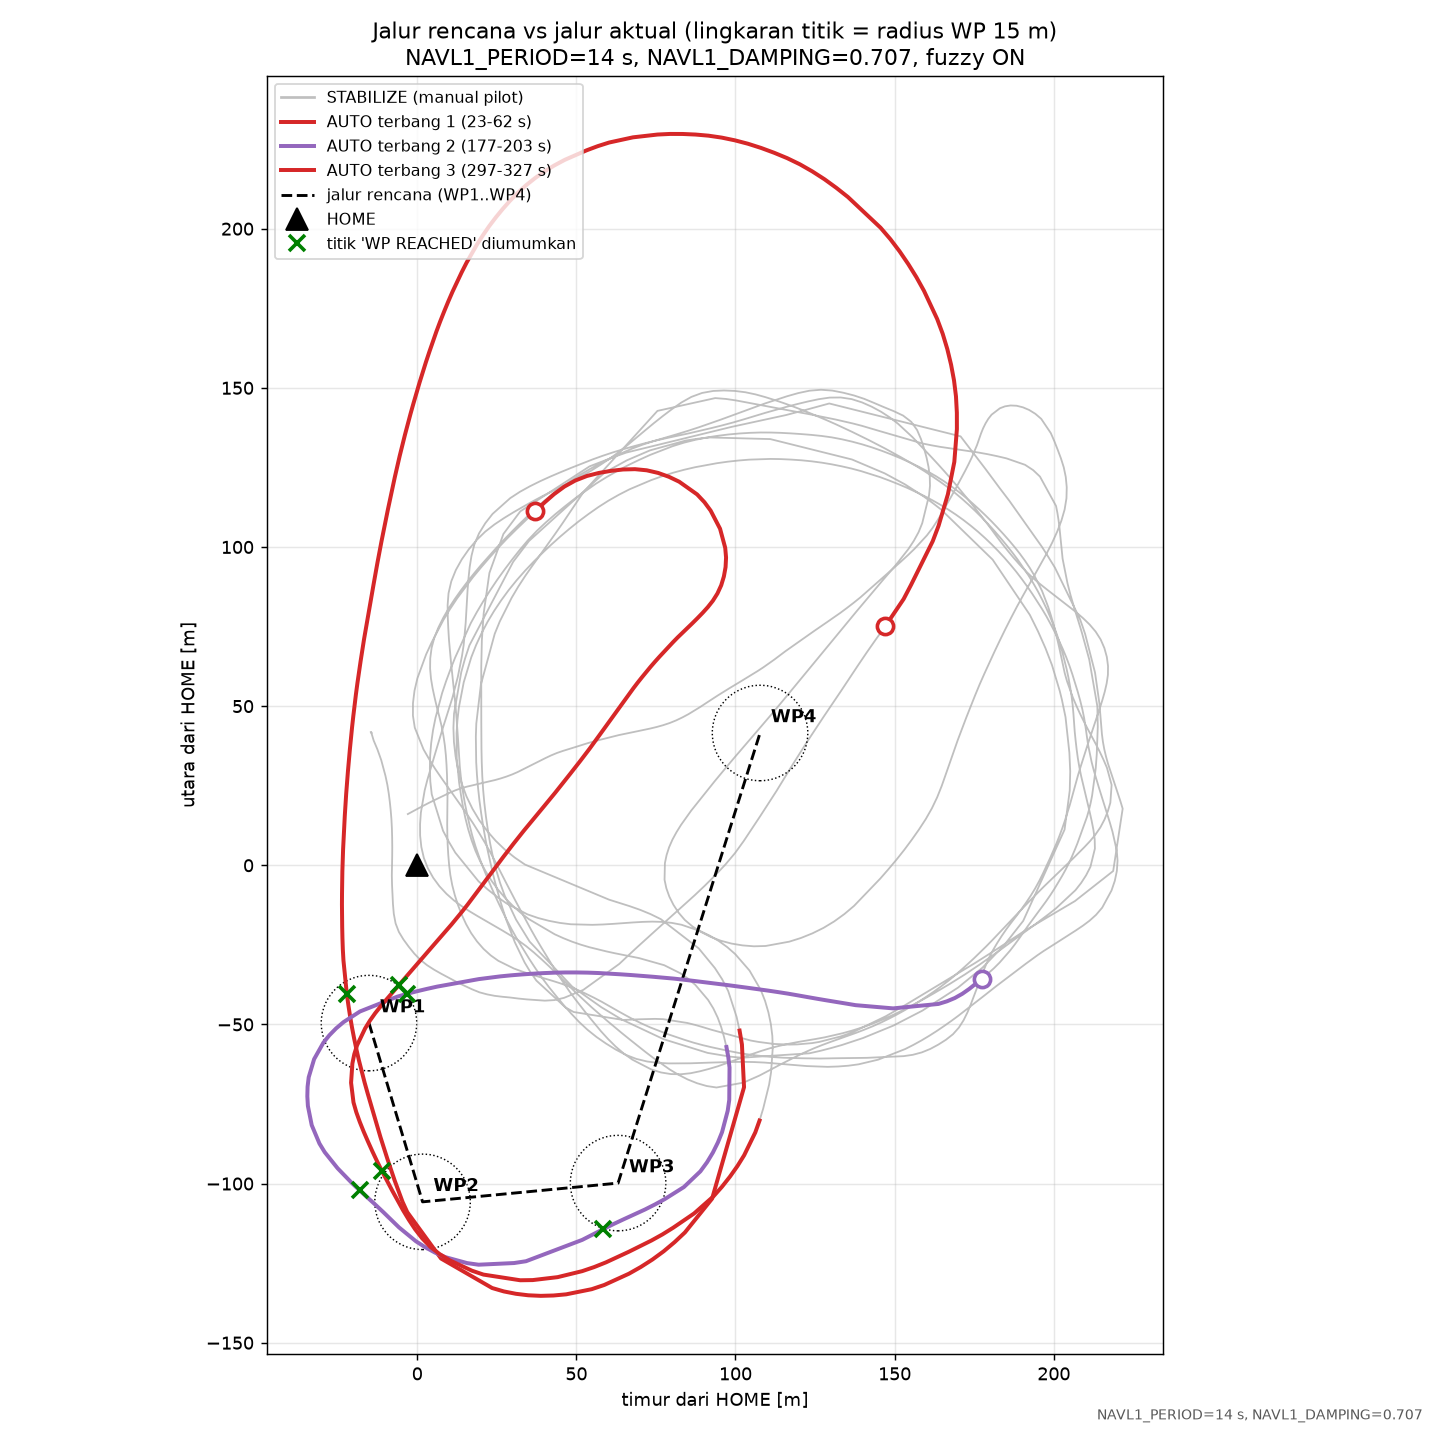 Jalur rencana vs jalur aktual (lingkaran titik = radius WP 15 m)
NAVL1_PERIOD=14 s, NAVL1_DAMPING=0.707, fuzzy ON
STABILIZE (manual pilot)
AUTO terbang 1 (23-62 s)
AUTO terbang 2 (177-203 s)
AUTO terbang 3 (297-327 s)
jalur rencana (WP1..WP4)
HOME
titik 'WP REACHED' diumumkan
200
150
100
50
0
−50
−100
−150
utara dari HOME [m]
WP4
WP1
WP3
WP2
0
50
100
150
200
timur dari HOME [m]
NAVL1_PERIOD=14 s, NAVL1_DAMPING=0.707